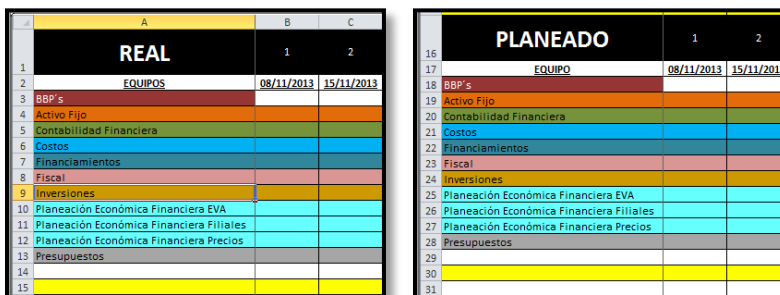 A B C
1 REAL 1 2
2 EQUIPOS 08/11/2013 15/11/2013
3 BBP´s
4 Activo Fijo
5 Contabilidad Financiera
6 Costos
7 Financiamientos
8 Fiscal
9 Inversiones
10 Planeación Económica Financiera EVA
11 Planeación Económica Financiera Filiales
12 Planeación Económica Financiera Precios
13 Presupuestos
14
15
16 PLANEADO 1 2
17 EQUIPO 08/11/2013 15/11/201
18 BBP´s
19 Activo Fijo
20 Contabilidad Financiera
21 Costos
22 Financiamientos
23 Fiscal
24 Inversiones
25 Planeación Económica Financiera EVA
26 Planeación Económica Financiera Filiales
27 Planeación Económica Financiera Precios
28 Presupuestos
29
30
31